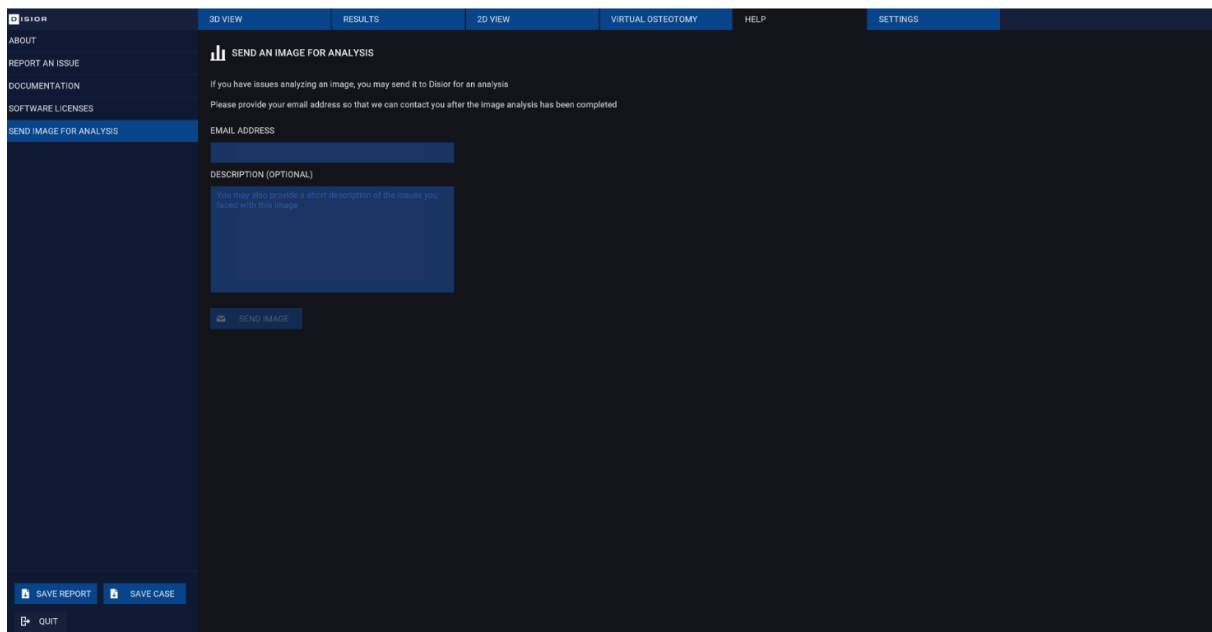 DISIOR
3D VIEW
RESULTS
2D VIEW
VIRTUAL OSTEOTOMY
HELP
SETTINGS
ABOUT
REPORT AN ISSUE
DOCUMENTATION
SOFTWARE LICENSES
SEND IMAGE FOR ANALYSIS
SEND AN IMAGE FOR ANALYSIS
If you have issues analyzing an image, you may send it to Disior for an analysis
Please provide your email address so that we can contact you after the image analysis has been completed
EMAIL ADDRESS
DESCRIPTION (OPTIONAL)
You may also provide a short description of the issues you
faced with this image
SEND IMAGE
SAVE REPORT
SAVE CASE
QUIT